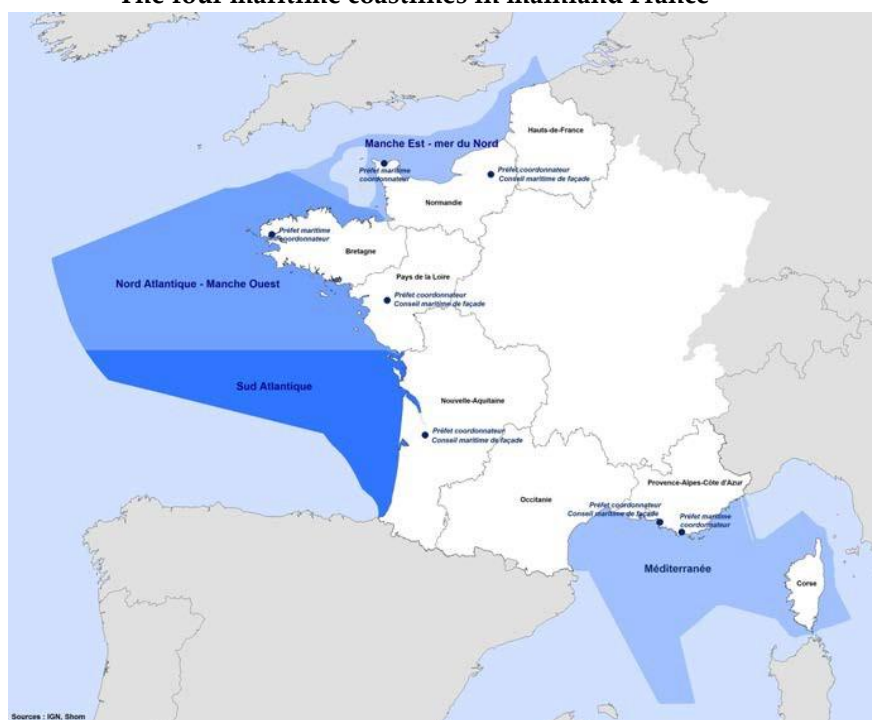 The four maritime coastlines in mainland France
Hauts-de-France
Manche Est - mer du Nord
Préfet maritime
coordonnateur
Préfet coordonnateur
Conseil maritime de façade
Normandie
Préfet maritime
coordonnateur
Bretagne
Pays de la Loire
Nord Atlantique - Manche Ouest
Préfet coordonnateur
Conseil maritime de façade
Sud Atlantique
Nouvelle-Aquitaine
Préfet coordonnateur
Conseil maritime de façade
Provence-Alpes-Côte d'Azur
Occitanie
Préfet coordonnateur
Conseil maritime de façade
Préfet maritime
coordonnateur
Méditerranée
Corse
Sources : IGN, Shom